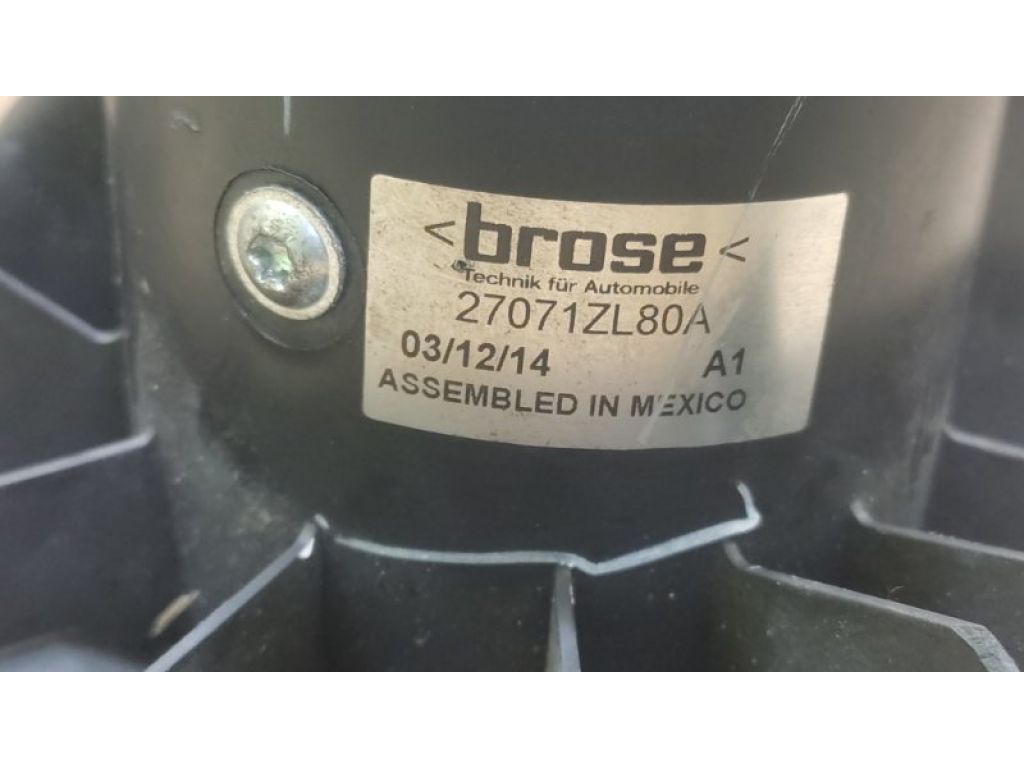 <brose<
Technik für Automobile
27071ZL80A
03/12/14 A1
ASSEMBLED IN MEXICO